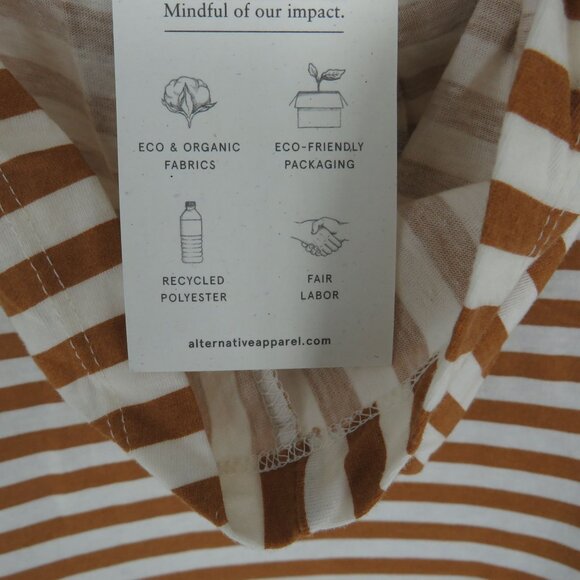 Mindful of our impact.
ECO & ORGANIC
FABRICS
ECO-FRIENDLY
PACKAGING
RECYCLED
POLYESTER
FAIR
LABOR
alternativeapparel.com